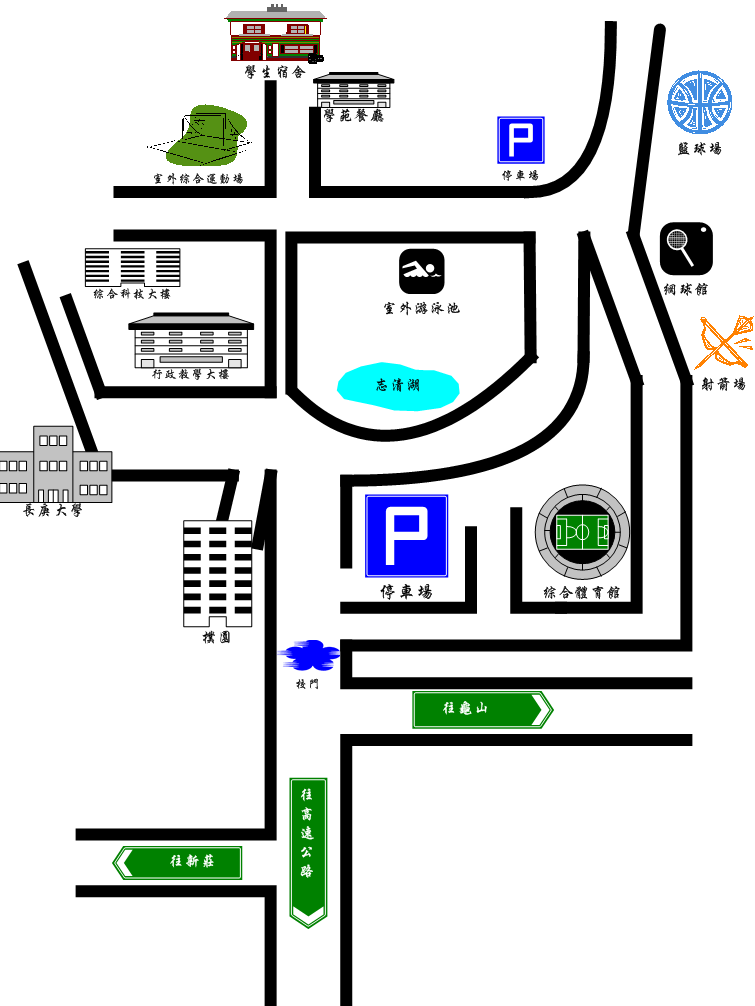 學生宿舍
學苑餐廳
P
停車場
籃球場
室外綜合運動場
網球館
綜合科技大樓
室外游泳池
行政教學大樓
志清湖
射箭場
長庚大學
P
停車場
綜合體育館
樸園
校門
往龜山
往高速公路
往新莊